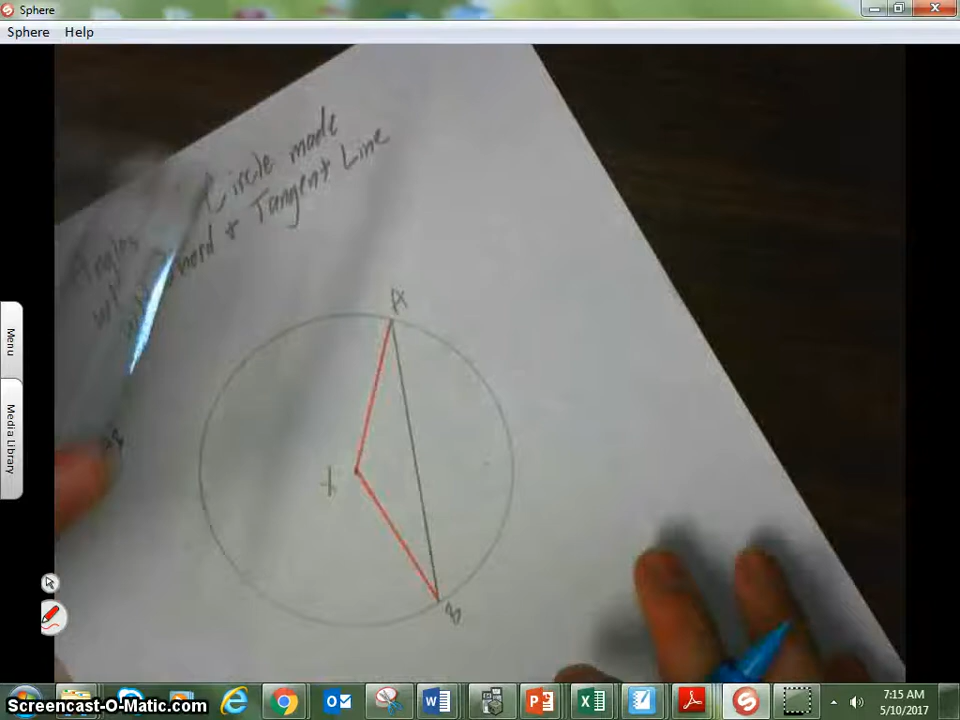 Sphere
Sphere Help
Circle made
Tangent Line
Angles
A
B
Menu
Media Library
Screencast-O-Matic.com
7:15 AM
5/10/2017